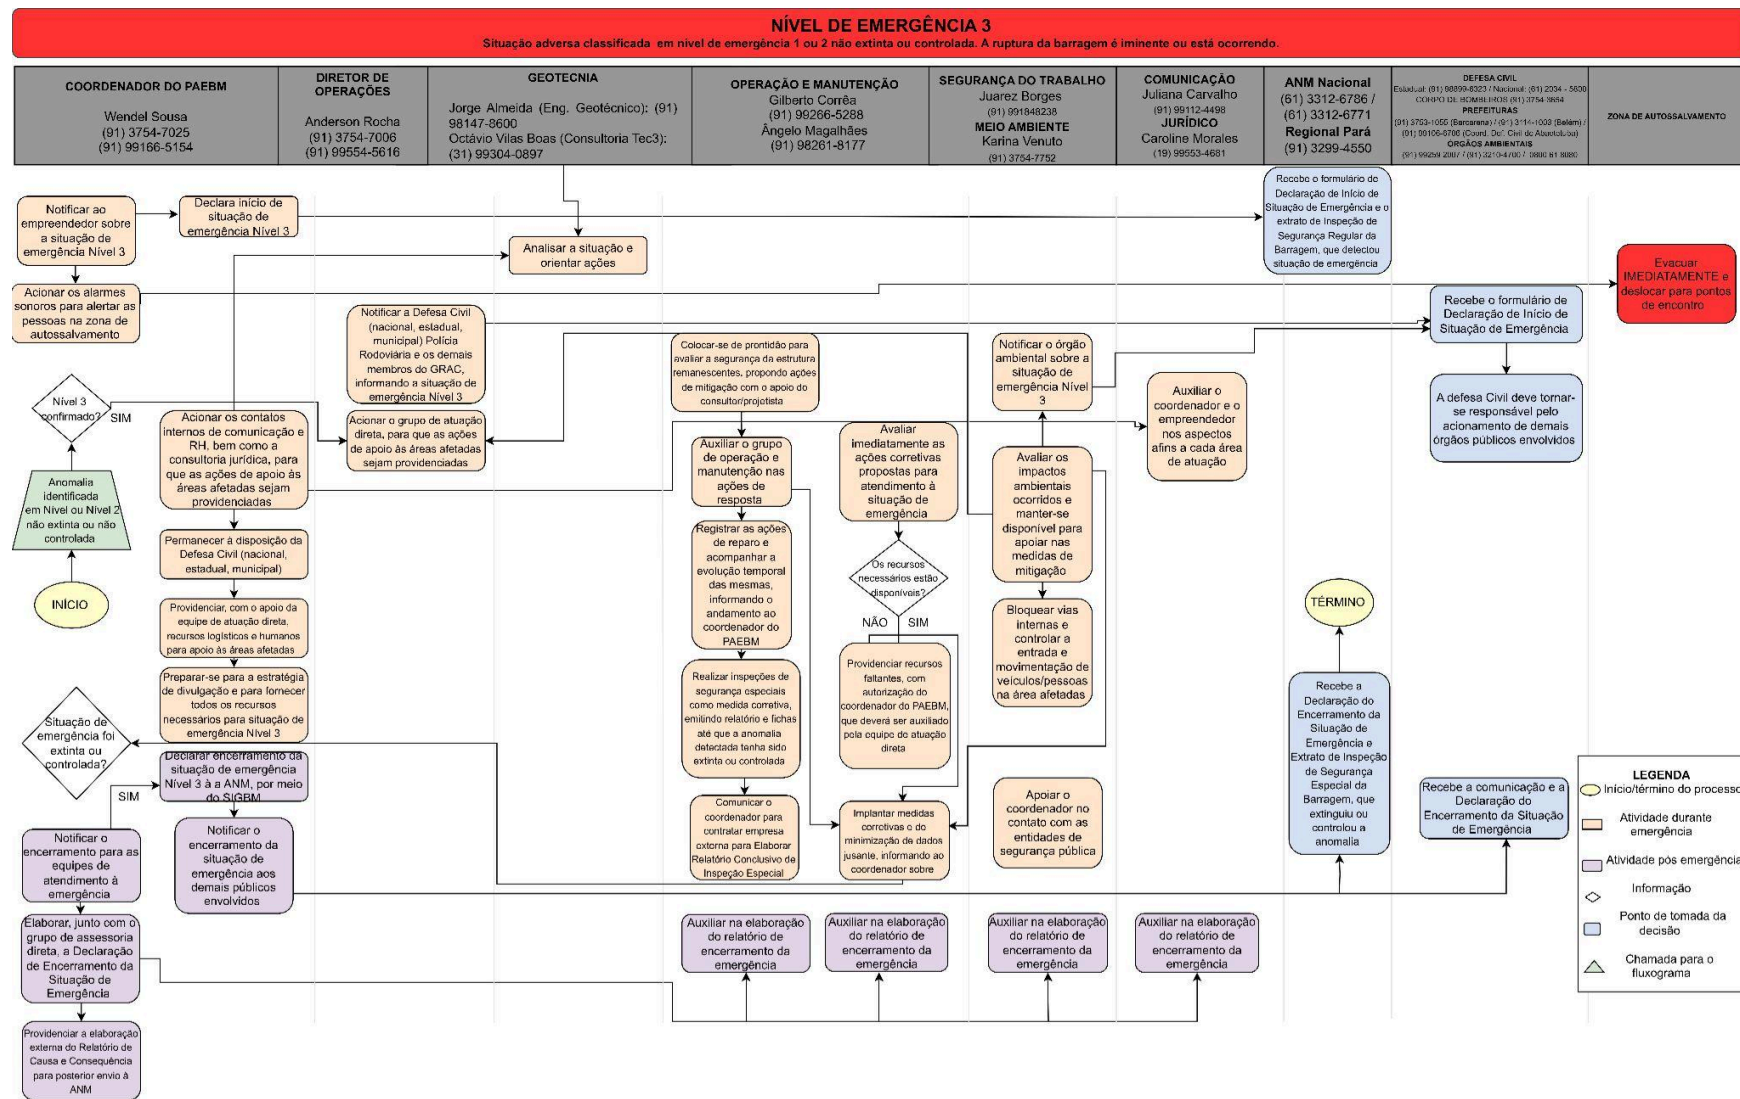 NÍVEL DE EMERGÊNCIA 3
Situação adversa classificada em nível de emergência 1 ou 2 não extinta ou controlada. A ruptura da barragem é iminente ou está ocorrendo.
COORDENADOR DO PAEBM
Wendel Sousa
(91) 3754-7025
(91) 99166-5154
DIRETOR DE
OPERAÇÕES
Anderson Rocha
(91) 3754-7006
(91) 99554-5616
GEOTECNIA
Jorge Almeida (Eng. Geotécnico): (91)
98147-8600
Octávio Vilas Boas (Consultoria Tec3):
(31) 99304-0897
OPERAÇÃO E MANUTENÇÃO
Gilberto Corrêa
(91) 99266-5288
Ângelo Magalhães
(91) 98261-8177
SEGURANÇA DO TRABALHO
Juarez Borges
(91) 991848238
MEIO AMBIENTE
Karina Venuto
(91) 3754-7752
COMUNICAÇÃO
Juliana Carvalho
(91) 99112-4498
JURÍDICO
Caroline Morales
(19) 99553-4681
ANM Nacional
(61) 3312-6786 /
(61) 3312-6771
Regional Pará
(91) 3299-4550
DEFESA CIVIL
Estadual: (91) 98899-6323 / Nacional: (61) 2034 - 5600
CORPO DE BOMBEIROS
PREFEITURAS
(91) 3753-1055 (Barcarena) /
(Belém) /
(Coord. Def. Civil de Abaetetuba)
ÓRGÃOS AMBIENTAIS
ZONA DE AUTOSSALVAMENTO
Notificar ao
empreendedor sobre
a situação de
emergência Nível 3
Declara início de
situação de
emergência Nível 3
Acionar os alarmes
sonoros para alertar as
pessoas na zona de
autossalvamento
Analisar a situação e
orientar ações
Recebe o formulário de
Declaração de Início de
Situação de Emergência e o
extrato de Inspeção de
Segurança Regular da
Barragem, que detectou
situação de emergência
Evacuar
IMEDIATAMENTE e
deslocar para pontos
de encontro
Recebe o formulário de
Declaração de Início de
Situação de Emergência
A defesa Civil deve tornar-
se responsável pelo
acionamento de demais
órgãos públicos envolvidos
Notificar a Defesa Civil
(nacional, estadual,
municipal) Polícia
Rodoviária e os demais
membros do GRAC,
informando a situação de
emergência Nível 3
Acionar o grupo de atuação
direta, para que as ações
de apoio às áreas afetadas
sejam providenciadas
Nível 3
confirmado?
SIM
Anomalia
identificada
em Nível ou Nível 2
não extinta ou não
controlada
INÍCIO
Acionar os contatos
internos de comunicação e
RH, bem como a
consultoria jurídica, para
que as ações de apoio às
áreas afetadas sejam
providenciadas
Permanecer à disposição da
Defesa Civil (nacional,
estadual, municipal)
Providenciar, com o apoio da
equipe de atuação direta,
recursos logísticos e humanos
para apoio às áreas afetadas
Preparar-se para a estratégia
de divulgação e para fornecer
todos os recursos
necessários para situação de
emergência Nível 3
Colocar-se de prontidão para
avaliar a segurança da estrutura
remanescentes, propondo ações
de mitigação com o apoio do
consultor/projetista
Auxiliar o grupo
de operação e
manutenção nas
ações de
resposta
Registrar as ações
de reparo e
acompanhar a
evolução temporal
das mesmas,
informando o
andamento ao
coordenador do
PAEBM
Realizar inspeções de
segurança especiais
como medida corretiva,
emitindo relatório e fichas
até que a anomalia
detectada tenha sido
extinta ou controlada
Comunicar o
coordenador para
contratar empresa
externa para Elaborar
Relatório Conclusivo de
Inspeção Especial
Avaliar
imediatamente as
ações corretivas
propostas para
atendimento à
situação de
emergência
Os recursos
necessários estão
disponíveis?
NÃO
SIM
Providenciar recursos
faltantes, com
autorização do
coordenador do PAEBM,
que deverá ser auxiliado
pela equipe de atuação
direta
Implantar medidas
corretivas e de
minimização de dados
jusante, informando ao
coordenador sobre
Notificar o órgão
ambiental sobre a
situação de
emergência Nível
3
Avaliar os
impactos
ambientais
ocorridos e
manter-se
disponível para
apoiar nas
medidas de
mitigação
Bloquear vias
internas e
controlar a
entrada e
movimentação de
veículos/pessoas
na área afetadas
Apoiar o
coordenador no
contato com as
entidades de
segurança pública
Auxiliar o
coordenador e o
empreendedor
nos aspectos
afins a cada área
de atuação
TÉRMINO
Recebe a
Declaração do
Encerramento da
Situação de
Emergência e
Extrato de Inspeção
de Segurança
Especial da
Barragem, que
extinguiu ou
controlou a
anomalia
Recebe a comunicação e a
Declaração do
Encerramento da Situação
de Emergência
Situação de
emergência foi
extinta ou
controlada?
SIM
Declarar encerramento da
situação de emergência
Nível 3 à a ANM, por meio
do SIGBM
Notificar o
encerramento da
situação de
emergência aos
demais públicos
envolvidos
Notificar o
encerramento para as
equipes de
atendimento à
emergência
Elaborar, junto com o
grupo de assessoria
direta, a Declaração
de Encerramento da
Situação de
Emergência
Providenciar a elaboração
externa do Relatório de
Causa e Consequência
para posterior envio à
ANM
Auxiliar na elaboração
do relatório de
encerramento da
emergência
Auxiliar na elaboração
do relatório de
encerramento da
emergência
Auxiliar na elaboração
do relatório de
encerramento da
emergência
Auxiliar na elaboração
do relatório de
encerramento da
emergência
LEGENDA
Início/término do processo
Atividade durante
emergência
Atividade pós emergência
Informação
Ponto de tomada da
decisão
Chamada para o
fluxograma